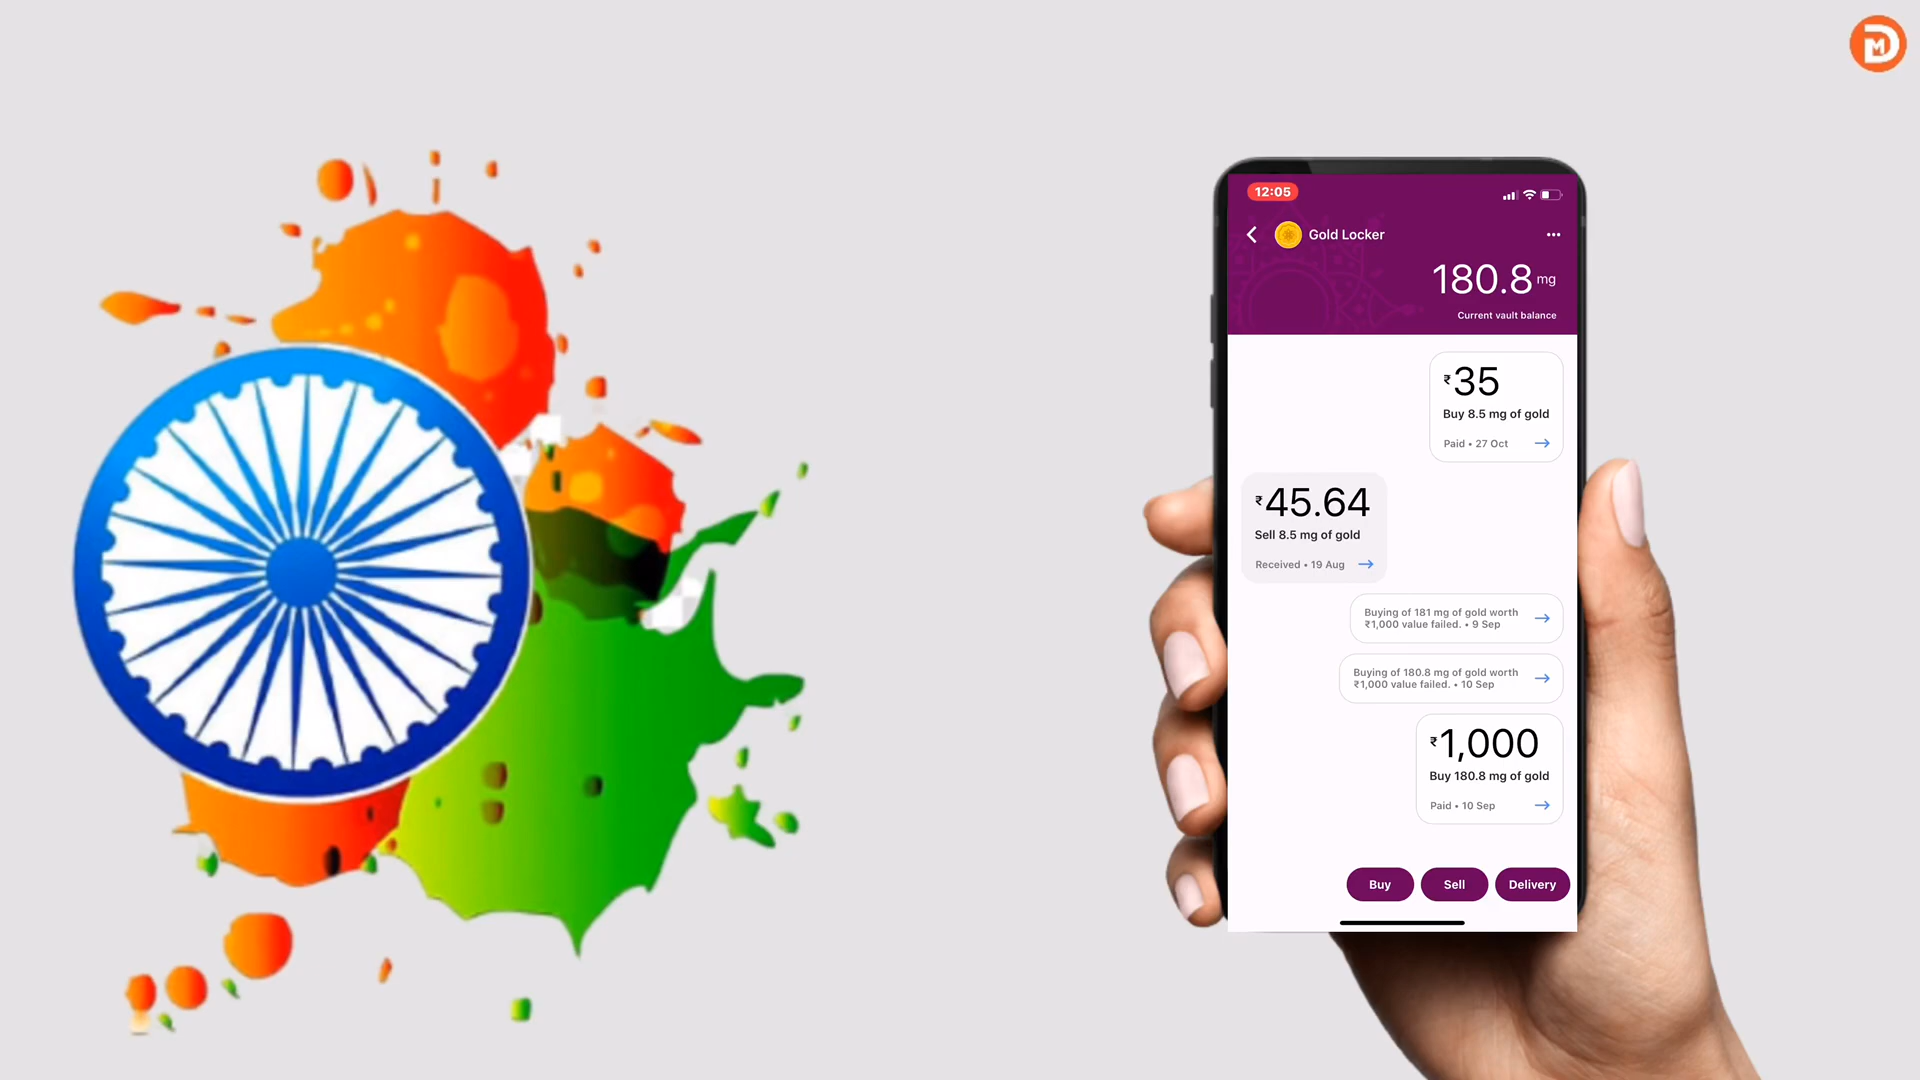 DM
12:05
Gold Locker
180.8 mg
Current vault balance
₹35
Buy 8.5 mg of gold
Paid • 27 Oct
₹45.64
Sell 8.5 mg of gold
Received • 19 Aug
Buying of 181 mg of gold worth
₹1,000 value failed. • 9 Sep
Buying of 180.8 mg of gold worth
₹1,000 value failed. • 10 Sep
₹1,000
Buy 180.8 mg of gold
Paid • 10 Sep
Buy
Sell
Delivery